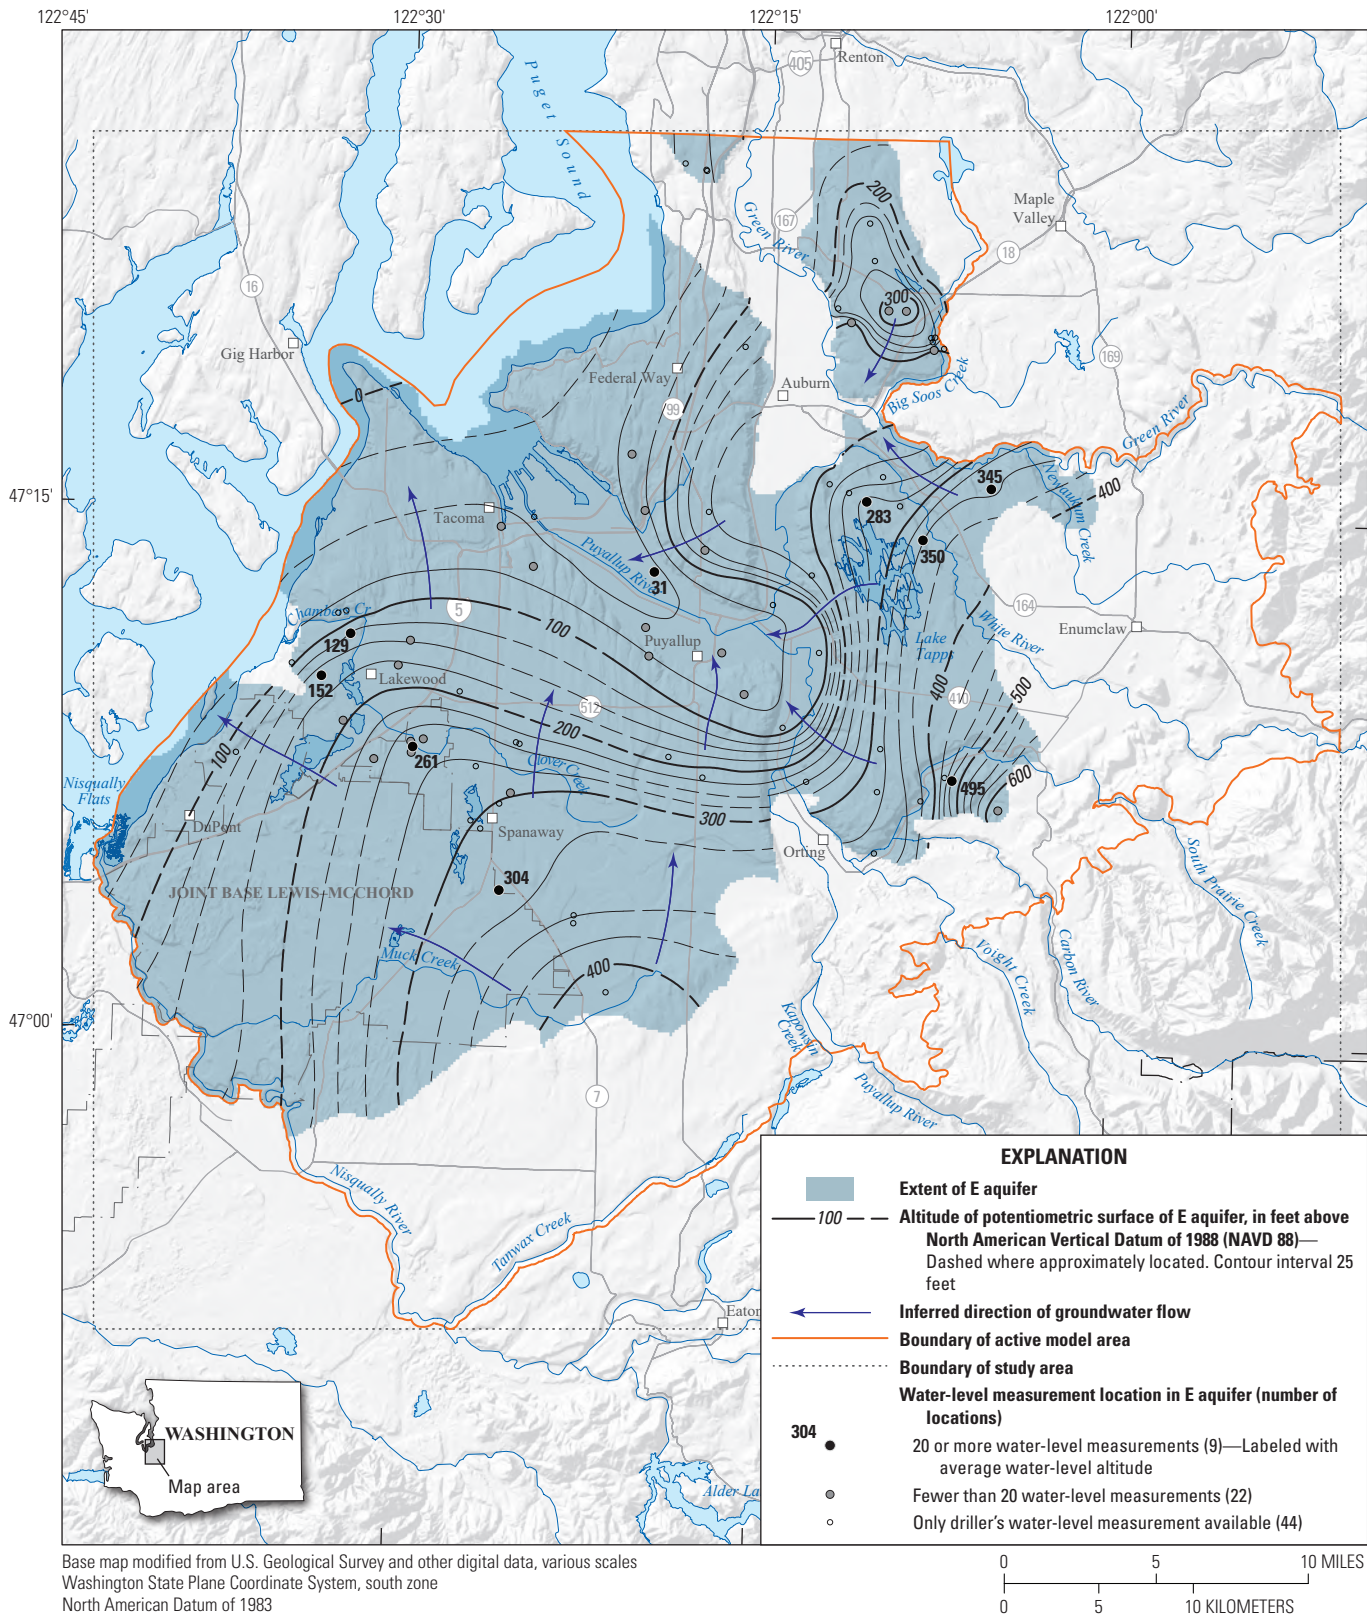 122°45'
122°30'
122°15'
122°00'
Renton
405
Puget Sound
Maple
Valley
200
Green River
167
18
16
300
Gig Harbor
169
Federal Way
Auburn
0
99
Big Soos Creek
Green River
47°15'
345
400
Newaukum Creek
283
Tacoma
350
Puyallup River
31
Chambers Cr
5
100
164
White River
Enumclaw
129
Puyallup
Lake
Tapps
152
Lakewood
400
410
500
512
200
100
261
Clover Creek
Nisqually
Flats
495
600
300
DuPont
Spanaway
Orting
304
JOINT BASE LEWIS-MCCHORD
South Prairie Creek
Muck Creek
400
Voight Creek
Carbon River
47°00'
Kapowsin
Creek
Puyallup River
7
Nisqually River
Tanwax Creek
Eaton
Alder La
EXPLANATION
Extent of E aquifer
100 Altitude of potentiometric surface of E aquifer, in feet above
North American Vertical Datum of 1988 (NAVD 88)—
Dashed where approximately located. Contour interval 25
feet
Inferred direction of groundwater flow
Boundary of active model area
Boundary of study area
Water-level measurement location in E aquifer (number of
locations)
304
20 or more water-level measurements (9)—Labeled with
average water-level altitude
Fewer than 20 water-level measurements (22)
Only driller's water-level measurement available (44)
WASHINGTON
Map area
Base map modified from U.S. Geological Survey and other digital data, various scales
Washington State Plane Coordinate System, south zone
North American Datum of 1983
0 5 10 MILES
0 5 10 KILOMETERS